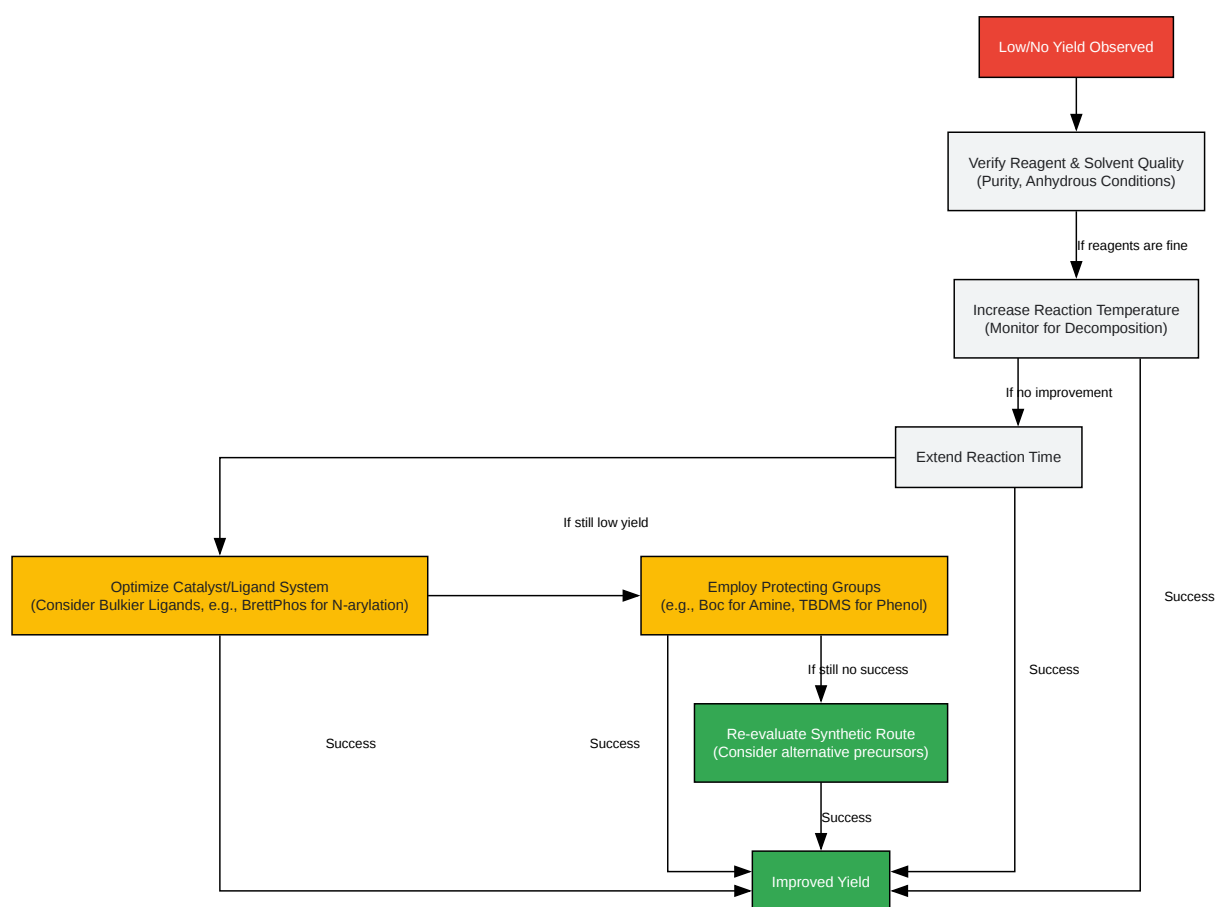 Low/No Yield Observed
Verify Reagent & Solvent Quality
(Purity, Anhydrous Conditions)
If reagents are fine
Increase Reaction Temperature
(Monitor for Decomposition)
If no improvement
Extend Reaction Time
If still low yield
Optimize Catalyst/Ligand System
(Consider Bulkier Ligands, e.g., BrettPhos for N-arylation)
Employ Protecting Groups
(e.g., Boc for Amine, TBDMS for Phenol)
Success
If still no success
Success
Re-evaluate Synthetic Route
(Consider alternative precursors)
Success
Success
Success
Improved Yield